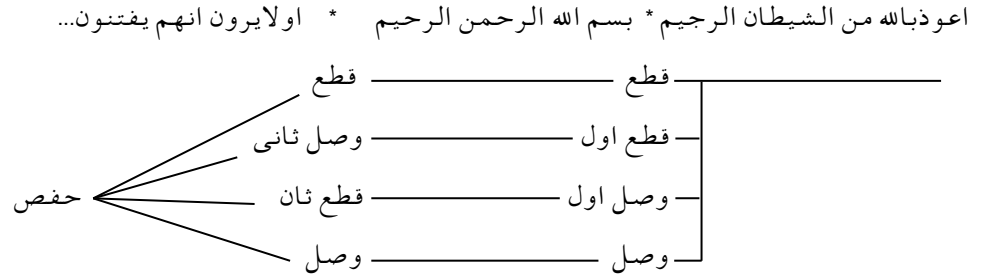 اعوذبالله من الشيطان الرجيم * بسم الله الرحمن الرحيم * اولايرون انهم يفتنون...
قطع قطع
قطع اول وصل ثانى
وصل اول قطع ثان
حفص
وصل وصل